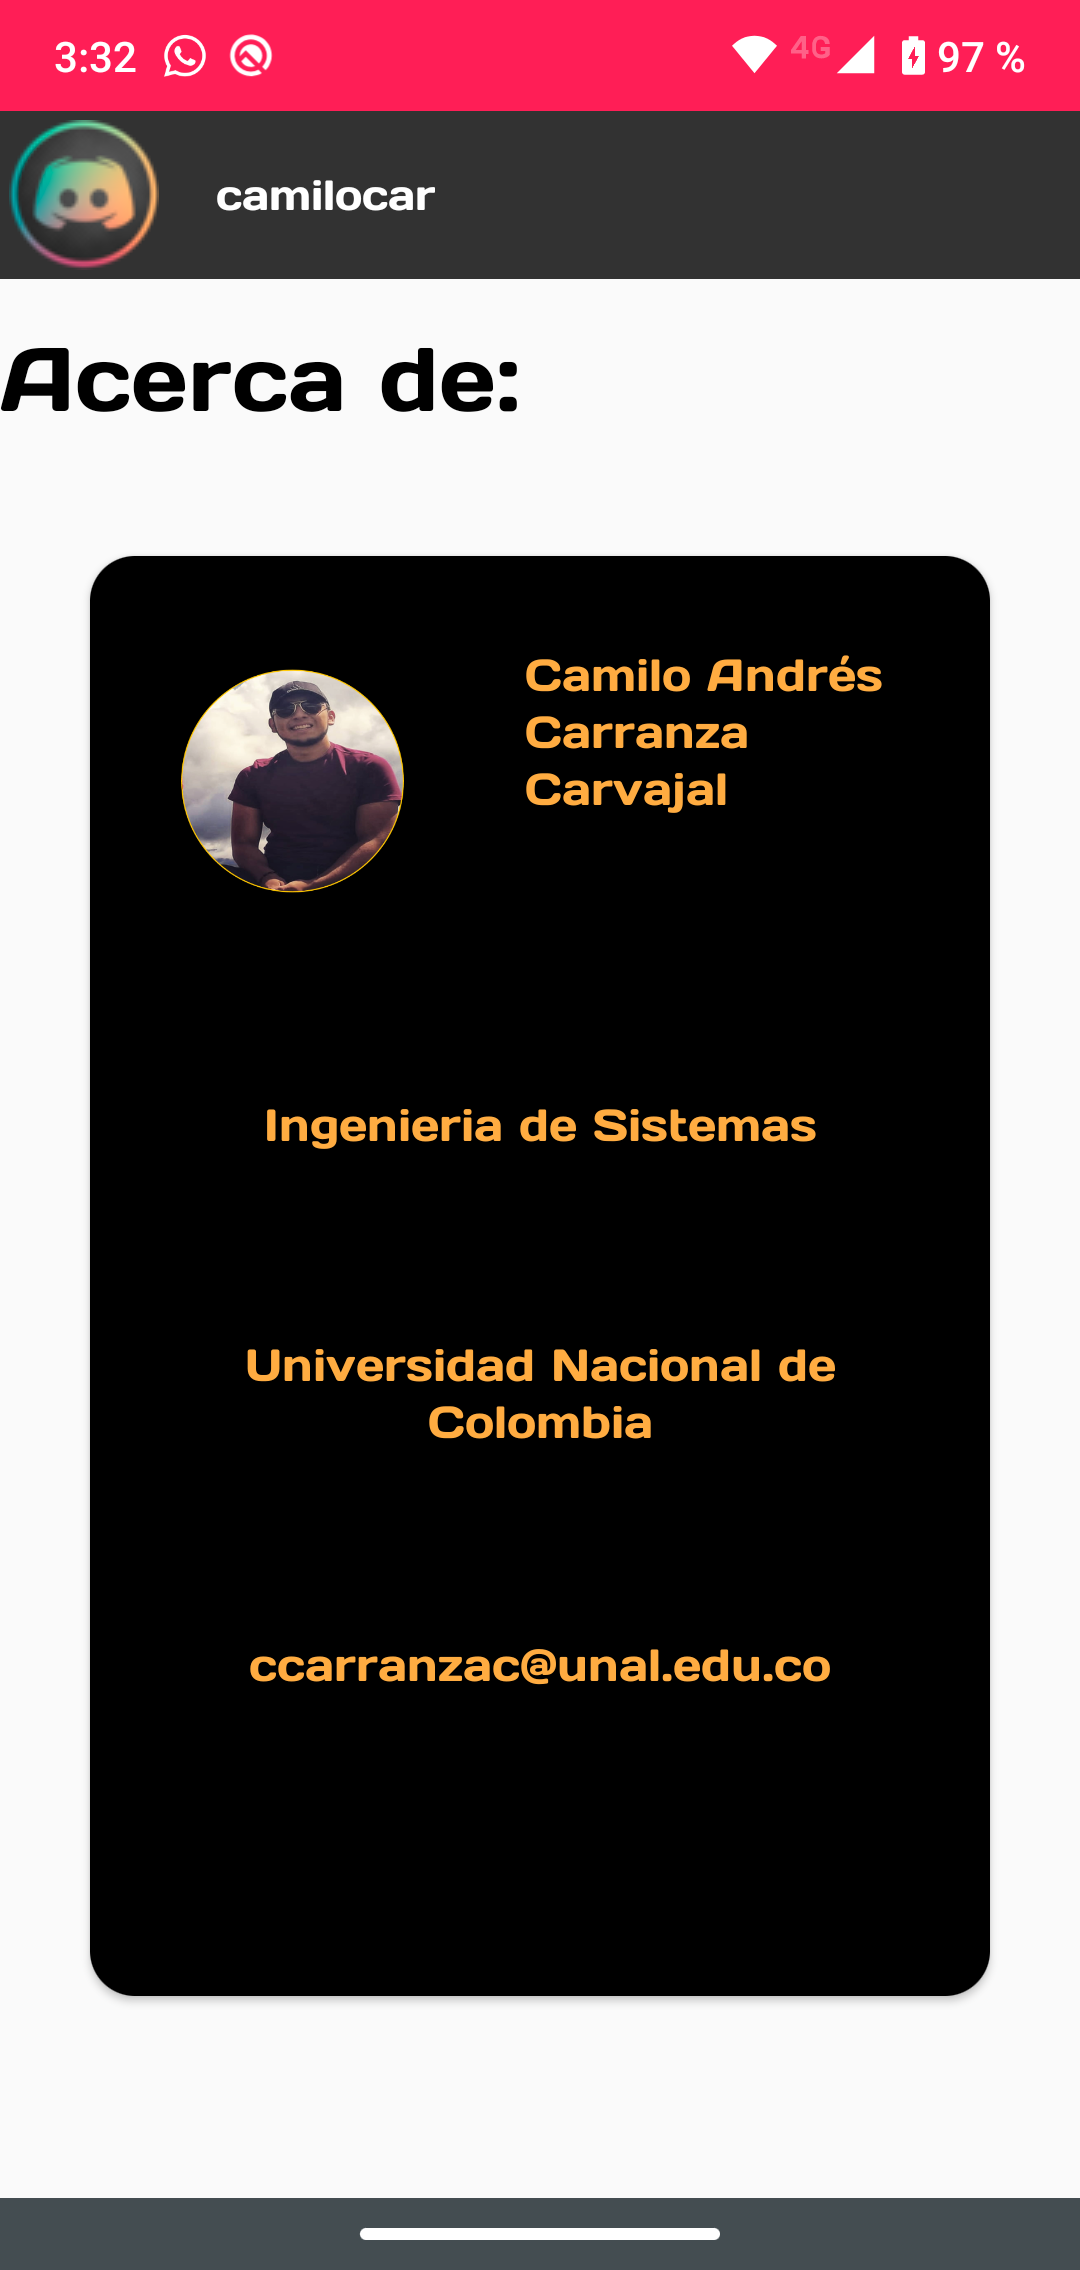 3:32 4G 97 %
camilocar
Acerca de:
Camilo Andrés
Carranza
Carvajal
Ingenieria de Sistemas
Universidad Nacional de
Colombia
ccarranzac@unal.edu.co